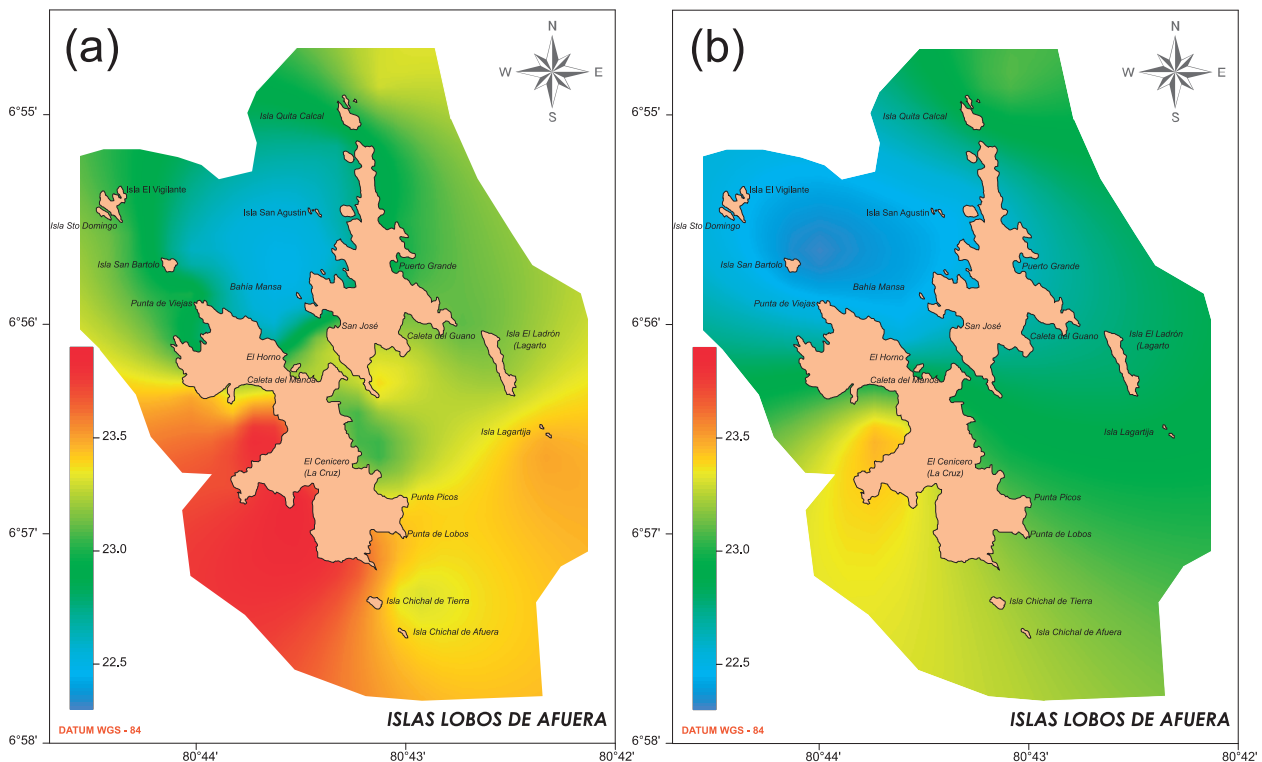 (a)
N
W
E
S
6°55'
6°56'
6°57'
6°58'
Isla Quita Calcal
Isla El Vigilante
Isla San Agustin
Isla Sto Domingo
Isla San Bartolo
Puerto Grande
Bahía Mansa
Punta de Viejas
San José
Caleta del Guano
Isla El Ladrón
(Lagarto
El Horno
Caleta del Manoa
Isla Lagartija
El Cenicero
(La Cruz)
Punta Picos
Punta de Lobos
Isla Chichal de Tierra
Isla Chichal de Afuera
23.5
23.0
22.5
DATUM WGS - 84
ISLAS LOBOS DE AFUERA
80°44'
80°43'
80°42'
(b)
N
W
E
S
6°55'
6°56'
6°57'
6°58'
Isla Quita Calcal
Isla El Vigilante
Isla San Agustin
Isla Sto Domingo
Isla San Bartolo
Puerto Grande
Bahía Mansa
Punta de Viejas
San José
Caleta del Guano
Isla El Ladrón
(Lagarto
El Horno
Caleta del Manoa
Isla Lagartija
El Cenicero
(La Cruz)
Punta Picos
Punta de Lobos
Isla Chichal de Tierra
Isla Chichal de Afuera
23.5
23.0
22.5
DATUM WGS - 84
ISLAS LOBOS DE AFUERA
80°44'
80°43'
80°42'